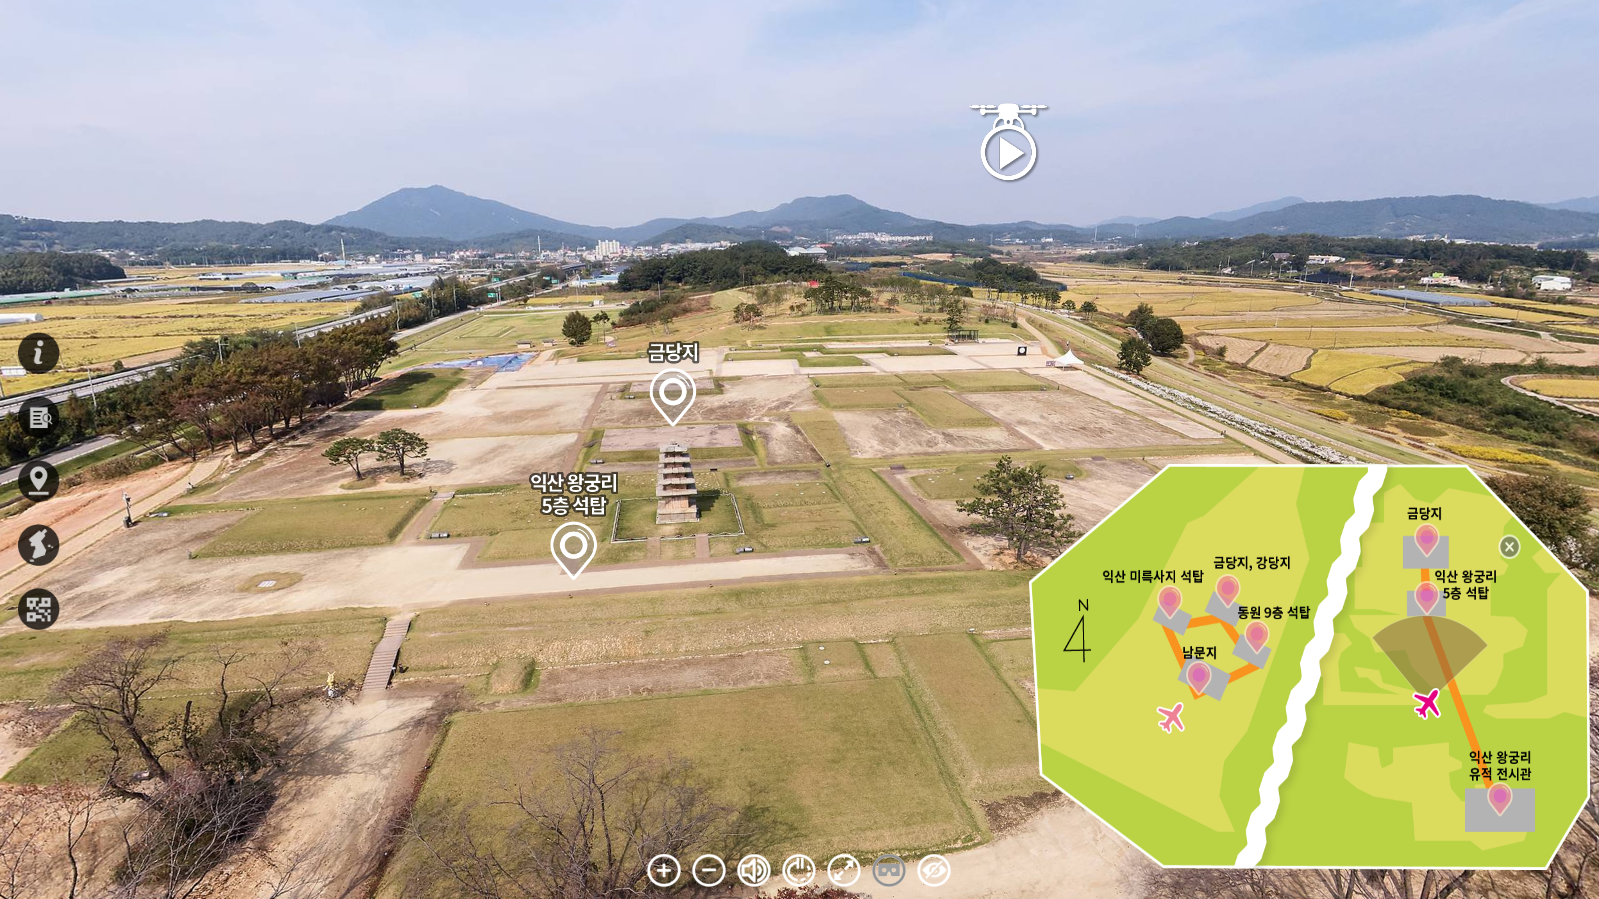 금당지
익산 왕궁리
5층 석탑
금당지
익산 왕궁리
5층 석탑
익산 미륵사지 석탑
금당지, 강당지
동원 9층 석탑
남문지
N
익산 왕궁리
유적 전시관